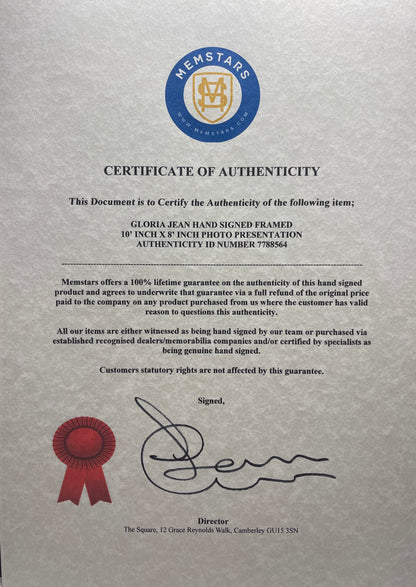 MEMSTARS
MS
WWW.MEMSTARS.COM
CERTIFICATE OF AUTHENTICITY
This Document is to Certify the Authenticity of the following item;
GLORIA JEAN HAND SIGNED FRAMED
10’ INCH X 8’ INCH PHOTO PRESENTATION
AUTHENTICITY ID NUMBER 7788564
Memstars offers a 100% lifetime guarantee on the authenticity of this hand signed
product and agrees to underwrite that guarantee via a full refund of the original price
paid to the company on any product purchased from us where the customer has valid
reason to questions this authenticity.
All our items are either witnessed as being hand signed by our team or purchased via
established recognised dealers/memorabilia companies and/or certified by specialists as
being genuine hand signed.
Customers statutory rights are not affected by this guarantee.
Signed,
Director
The Square, 12 Grace Reynolds Walk, Camberley GU15 3SN